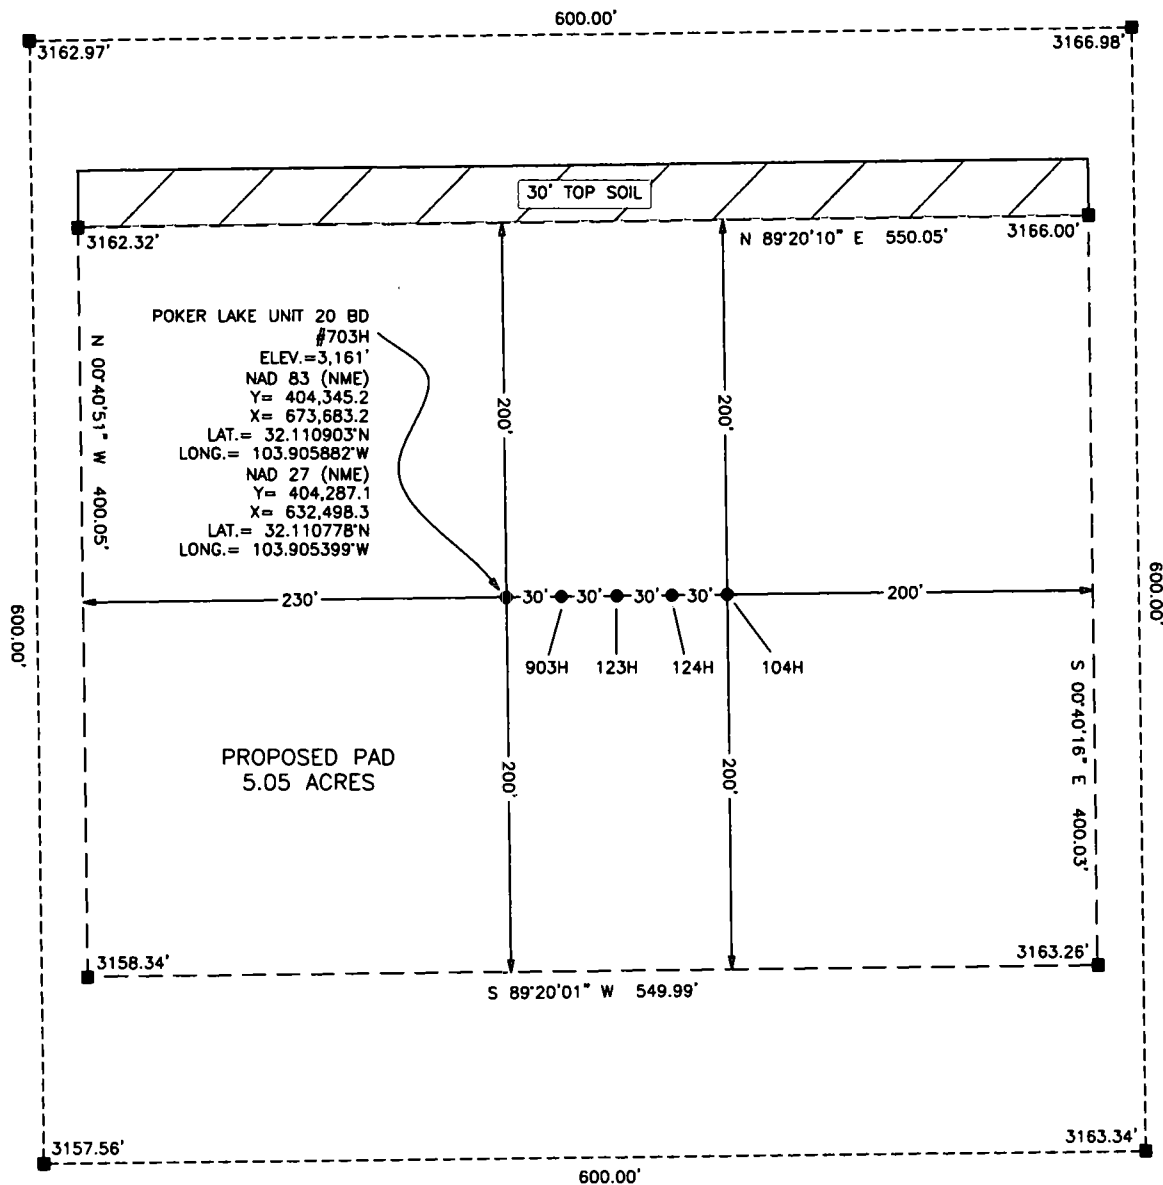 600.00'
3162.97'
3166.98'
30' TOP SOIL
3162.32'
N 89°20'10" E 550.05'
3166.00'
POKER LAKE UNIT 20 BD
#703H
ELEV.=3,161'
NAD 83 (NME)
Y= 404,345.2
X= 673,683.2
LAT.= 32.110903°N
LONG.= 103.905882°W
NAD 27 (NME)
Y= 404,287.1
X= 632,498.3
LAT.= 32.110778°N
LONG.= 103.905399°W
N 00°40'51" W 400.05'
200'
200'
600.00'
600.00'
230'
30'
30'
30'
30'
200'
903H
123H
124H
104H
S 00°40'16" E 400.03'
PROPOSED PAD
5.05 ACRES
200'
200'
3158.34'
3163.26'
S 89°20'01" W 549.99'
3157.56'
3163.34'
600.00'